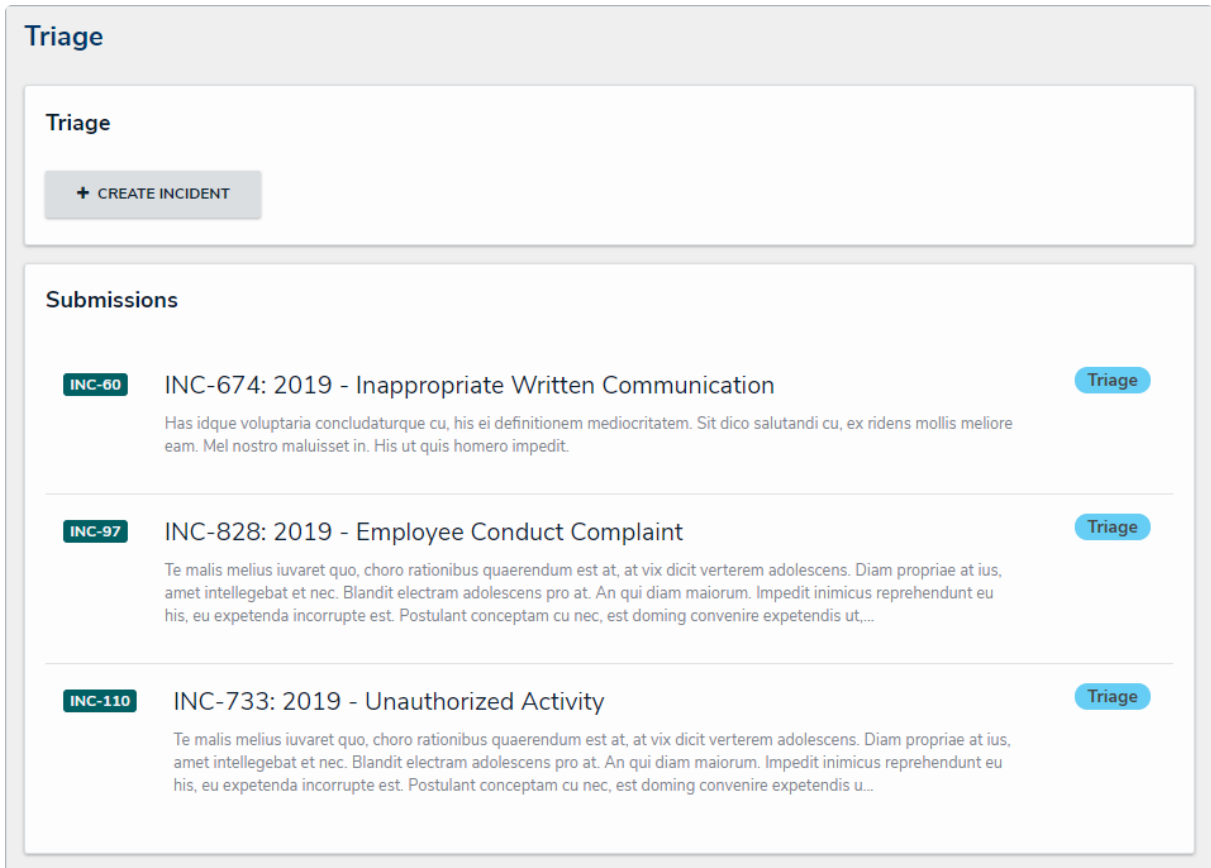 Triage
Triage
+ CREATE INCIDENT
Submissions
INC-60 INC-674: 2019 - Inappropriate Written Communication Triage
Has idque voluptaria concludaturque cu, his ei definitionem mediocritatem. Sit dico salutandi cu, ex ridens mollis meliore
eam. Mel nostro maluisset in. His ut quis homero impedit.
INC-97 INC-828: 2019 - Employee Conduct Complaint Triage
Te malis melius iuvaret quo, choro rationibus quaerendum est at, at vix dicit verterem adolescens. Diam propriae at ius,
amet intellegebat et nec. Blandit electram adolescens pro at. An qui diam maiorum. Impedit inimicus reprehendunt eu
his, eu expetenda incorrupte est. Postulant conceptam cu nec, est doming convenire expetendis ut,...
INC-110 INC-733: 2019 - Unauthorized Activity Triage
Te malis melius iuvaret quo, choro rationibus quaerendum est at, at vix dicit verterem adolescens. Diam propriae at ius,
amet intellegebat et nec. Blandit electram adolescens pro at. An qui diam maiorum. Impedit inimicus reprehendunt eu
his, eu expetenda incorrupte est. Postulant conceptam cu nec, est doming convenire expetendis u...